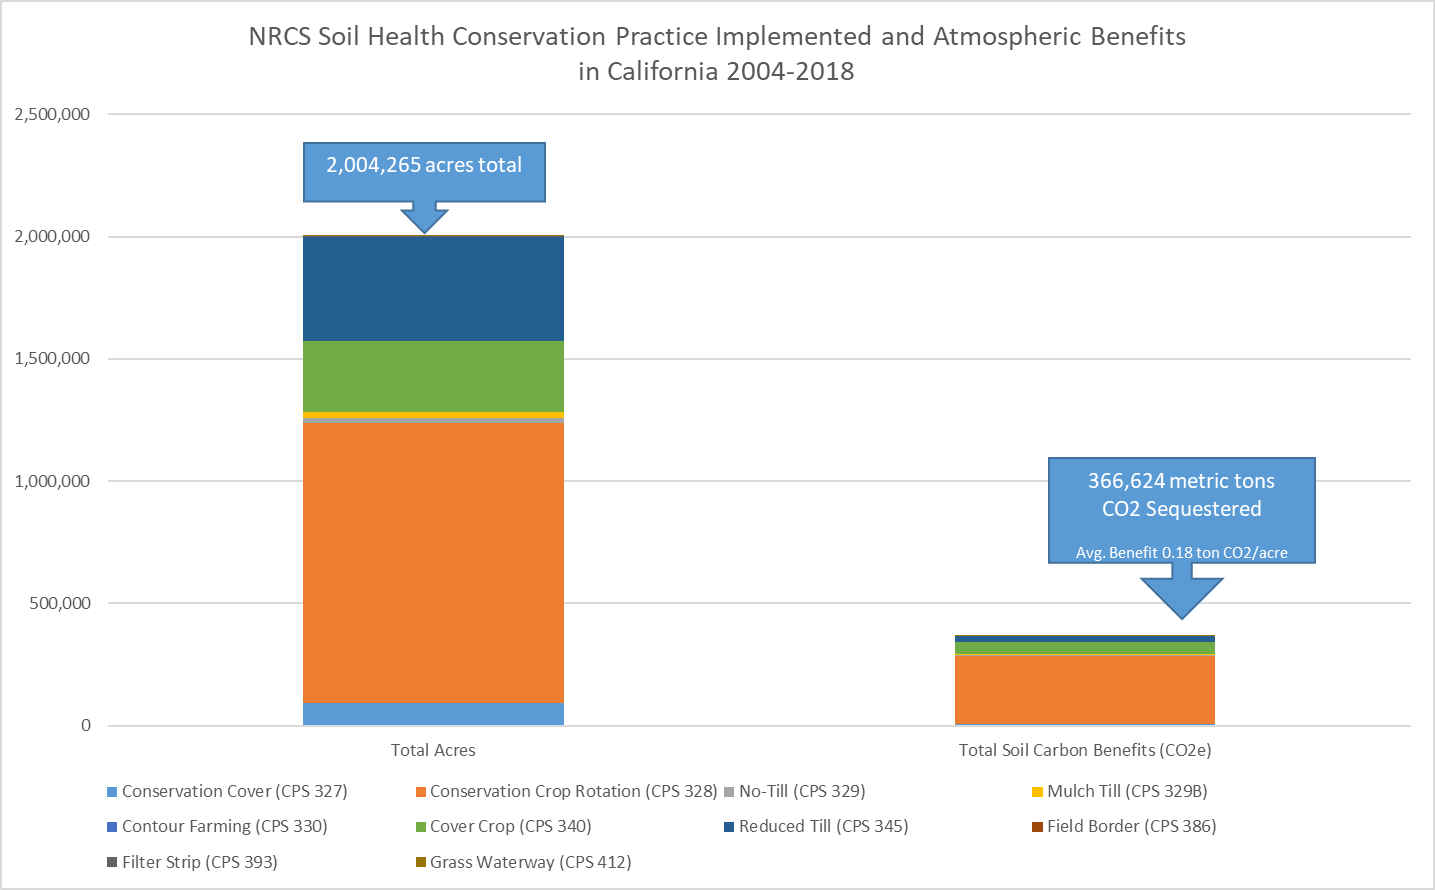 NRCS Soil Health Conservation Practice Implemented and Atmospheric Benefits
in California 2004-2018
2,500,000
2,004,265 acres total
2,000,000
1,500,000
1,000,000
366,624 metric tons
CO2 Sequestered
Avg. Benefit 0.18 ton CO2/acre
500,000
0
Total Acres
Total Soil Carbon Benefits (CO2e)
Conservation Cover (CPS 327)
Conservation Crop Rotation (CPS 328)
No-Till (CPS 329)
Mulch Till (CPS 329B)
Contour Farming (CPS 330)
Cover Crop (CPS 340)
Reduced Till (CPS 345)
Field Border (CPS 386)
Filter Strip (CPS 393)
Grass Waterway (CPS 412)